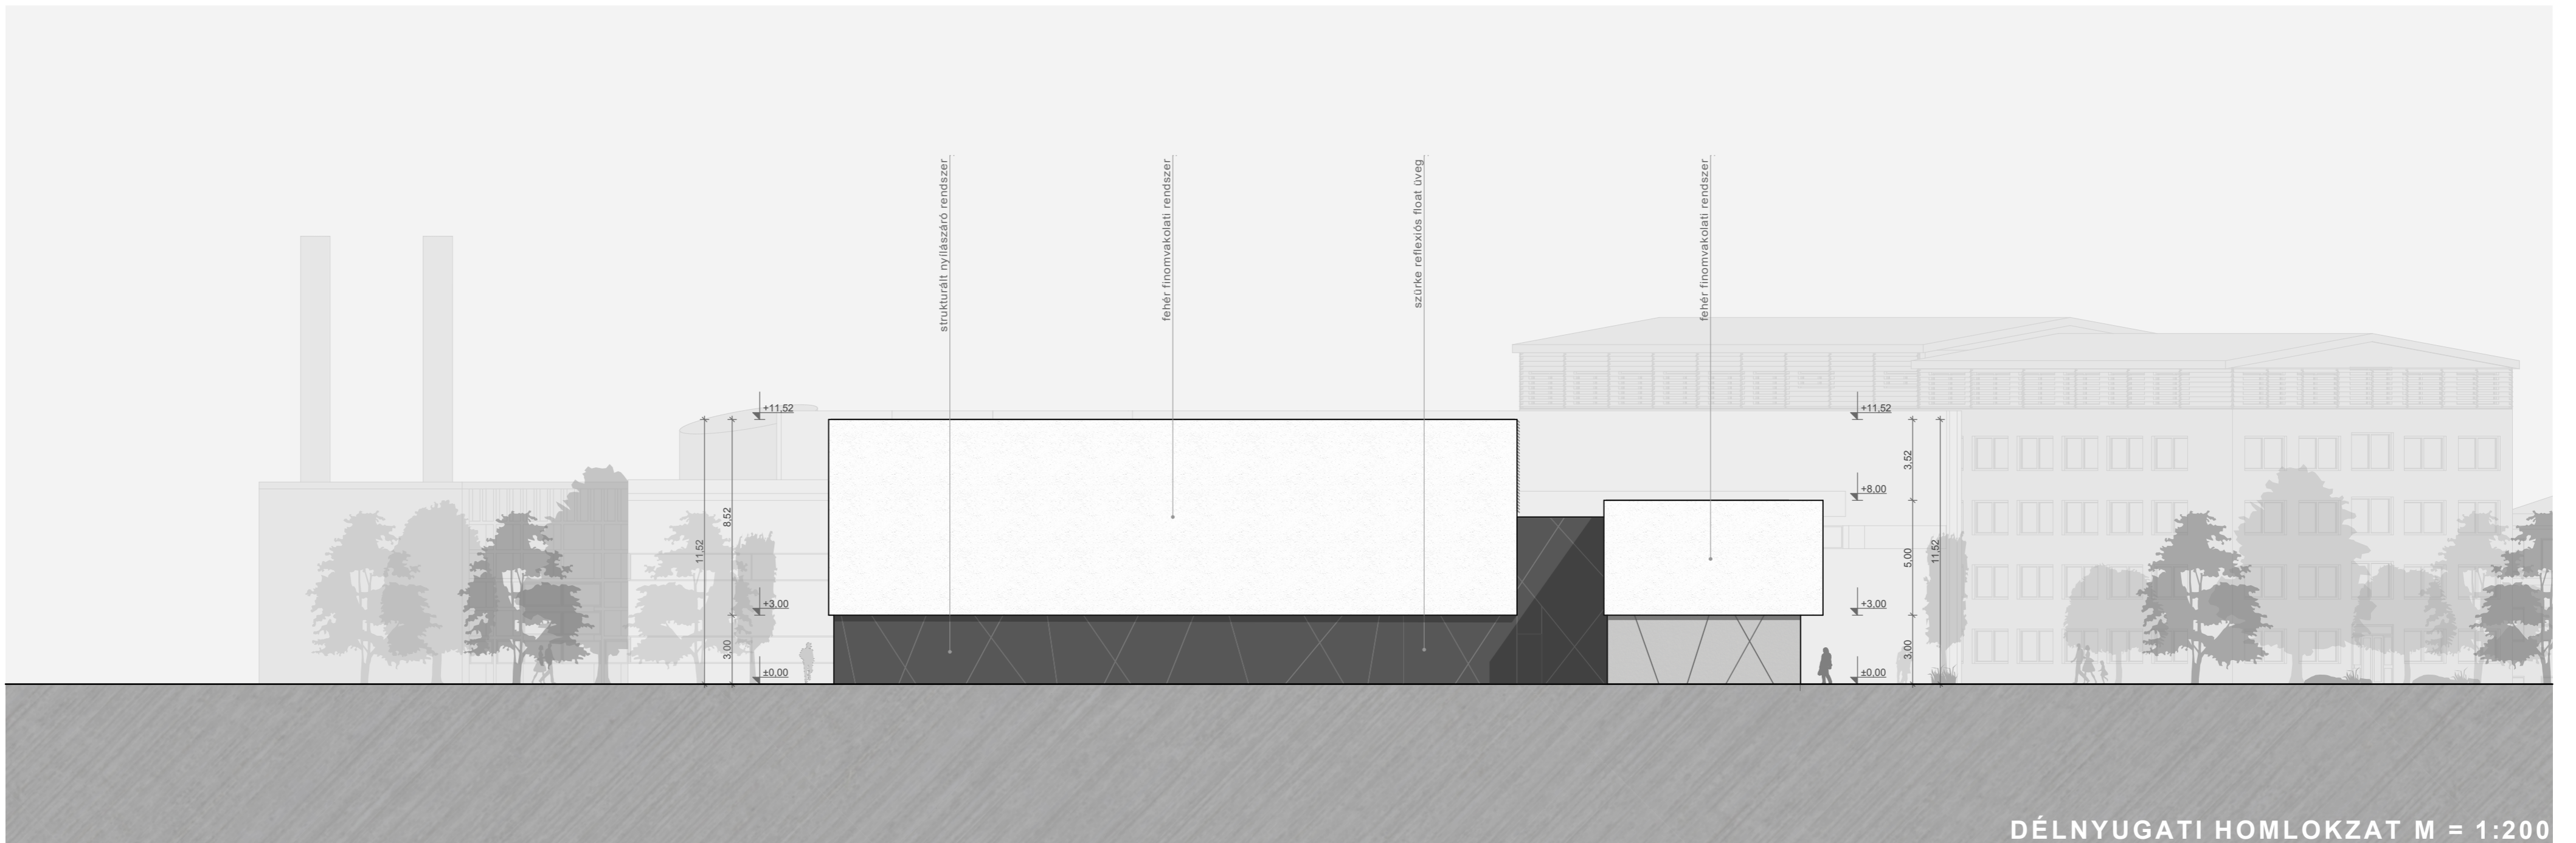 strukturált nyílászáró rendszer
fehér finomvakolati rendszer
szürke reflexiós float üveg
fehér finomvakolati rendszer
+11,52
8,52
11,52
+3,00
3,00
±0,00
+11,52
3,52
+8,00
5,00
11,52
+3,00
3,00
±0,00
DÉLNYUGATI HOMLOKZAT M = 1:200